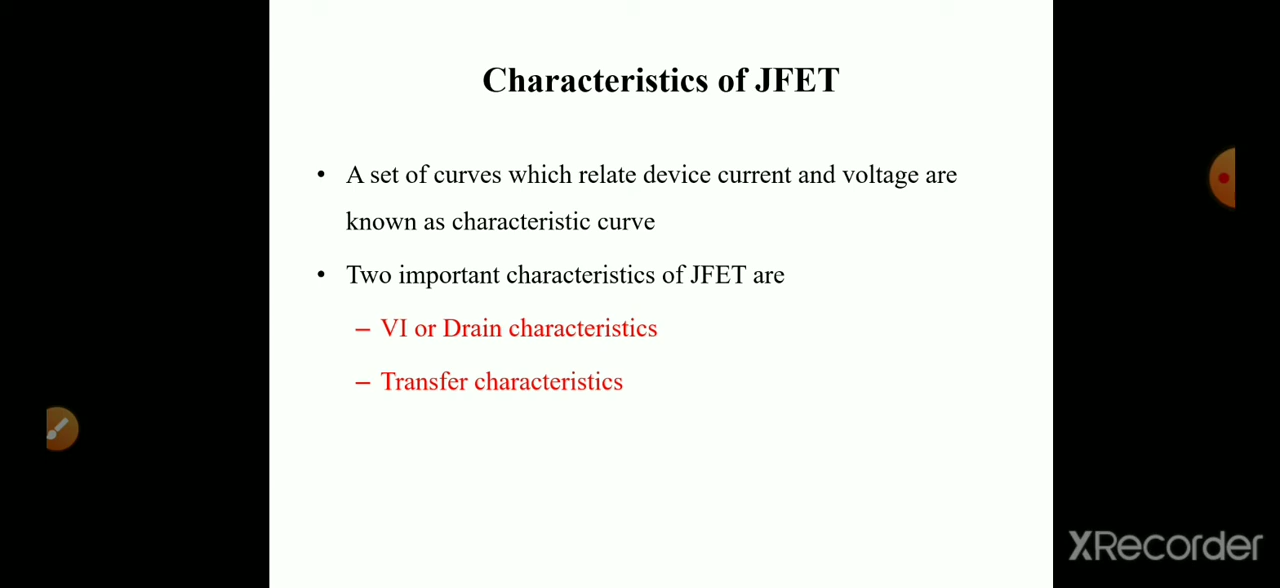 Characteristics of JFET
• A set of curves which relate device current and voltage are
known as characteristic curve
• Two important characteristics of JFET are
– VI or Drain characteristics
– Transfer characteristics
XRecorder